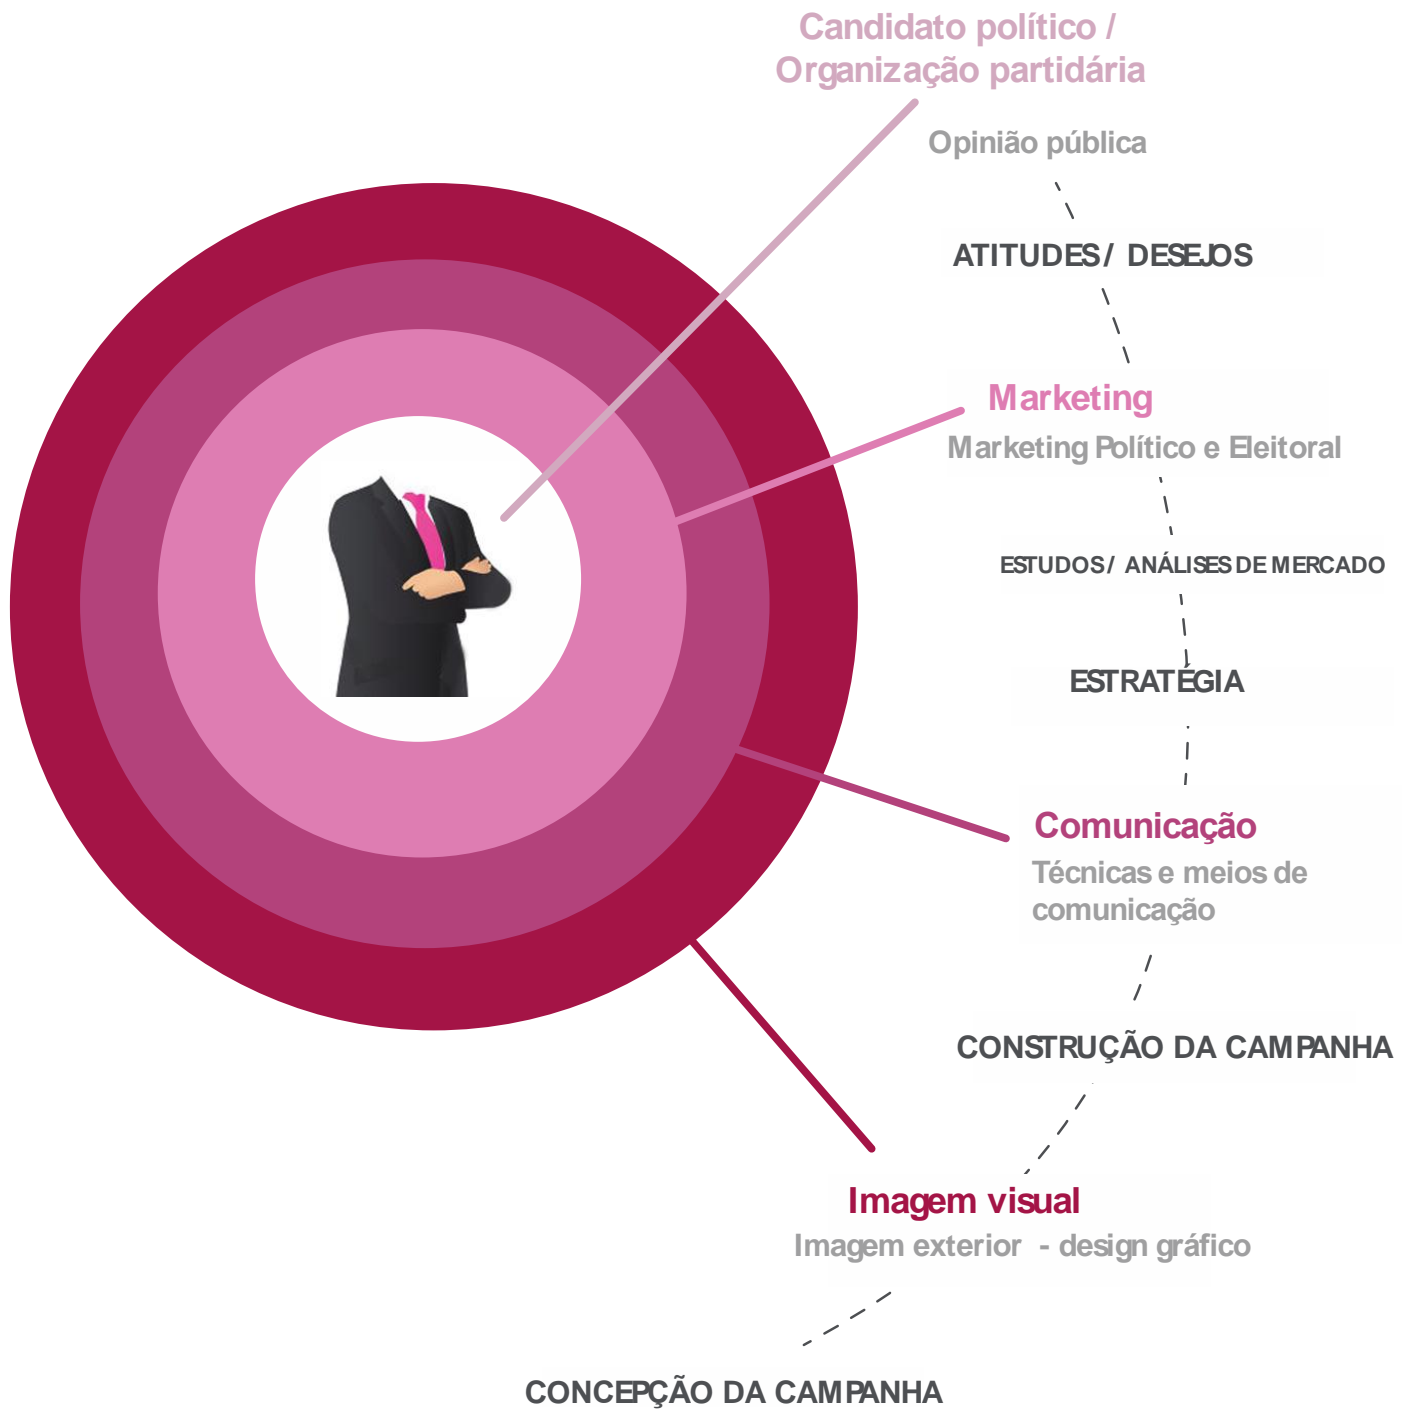 Candidato político /
Organização partidária
Opinião pública
ATITUDES / DESEJOS
Marketing
Marketing Político e Eleitoral
ESTUDOS / ANÁLISES DE MERCADO
ESTRATÉGIA
Comunicação
Técnicas e meios de
comunicação
CONSTRUÇÃO DA CAMPANHA
Imagem visual
Imagem exterior - design gráfico
CONCEPÇÃO DA CAMPANHA